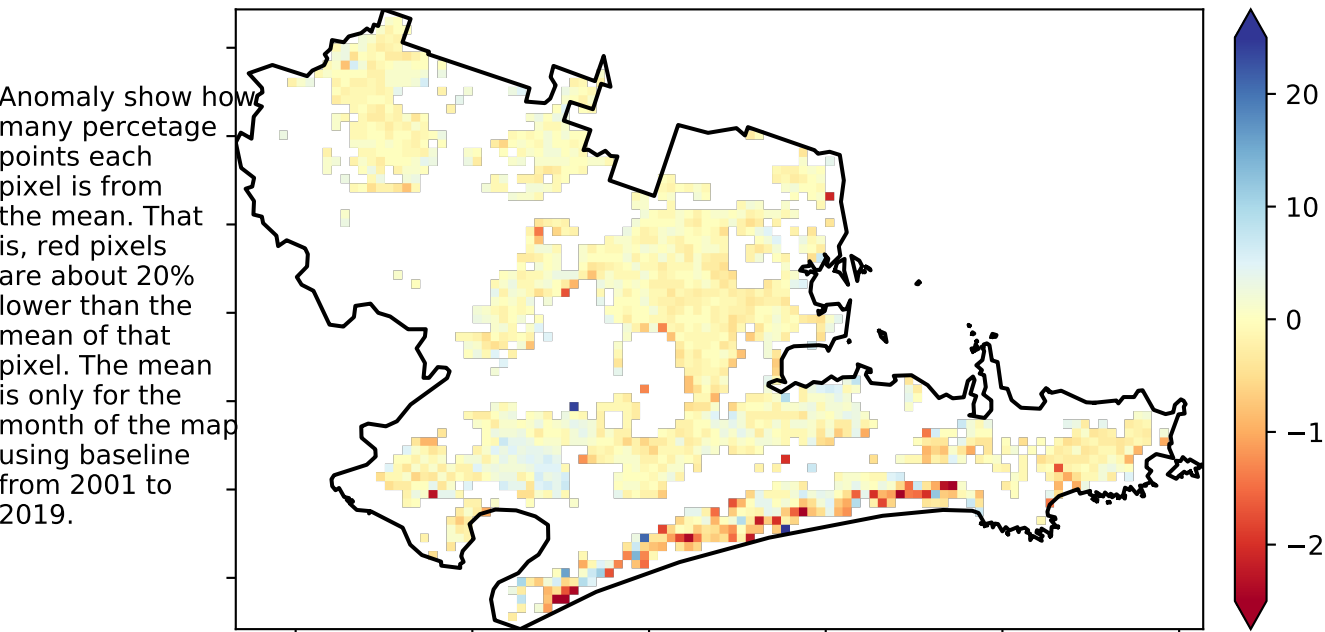 Anomaly show how
many percetage
points each
pixel is from
the mean. That
is, red pixels
are about 20%
lower than the
mean of that
pixel. The mean
is only for the
month of the map
using baseline
from 2001 to
2019.
20
10
0
−1
−2